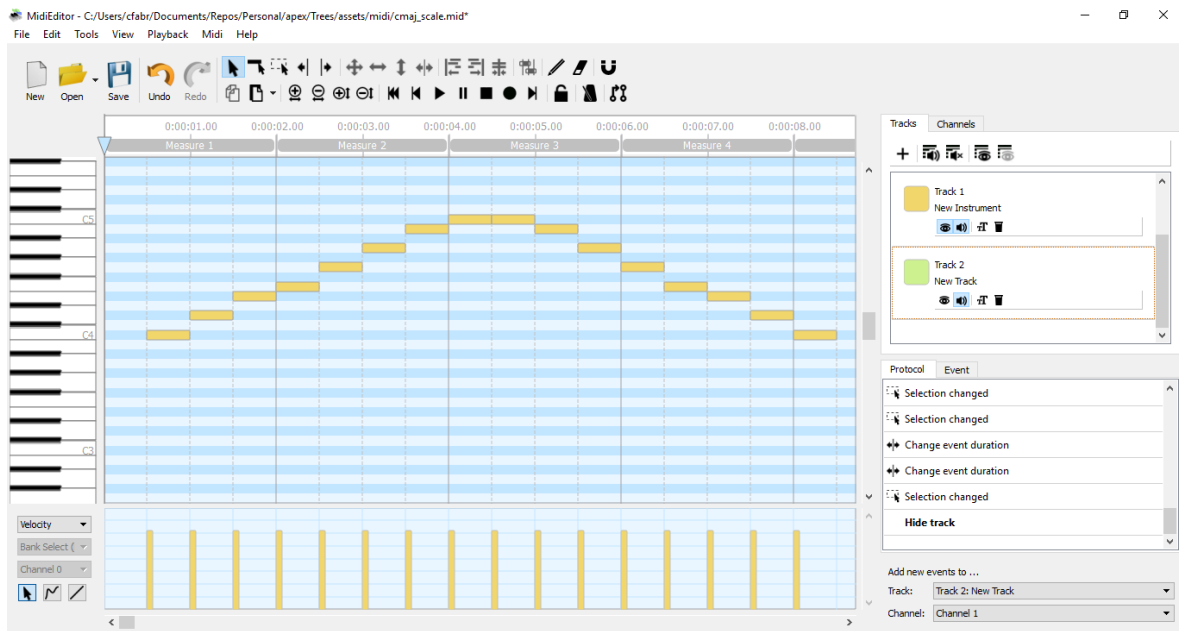 MidiEditor - C:/Users/cfabr/Documents/Repos/Personal/apex/Trees/assets/midi/cmaj_scale.mid*
File Edit Tools View Playback Midi Help
New Open Save Undo Redo
0:00:01.00 0:00:02.00 0:00:03.00 0:00:04.00 0:00:05.00 0:00:06.00 0:00:07.00 0:00:08.00
Measure 1 Measure 2 Measure 3 Measure 4
C5
C4
C3
Velocity
Bank Select (
Channel 0
Tracks Channels
Track 1
New Instrument
Track 2
New Track
Protocol Event
Selection changed
Selection changed
Change event duration
Change event duration
Selection changed
Hide track
Add new events to ...
Track: Track 2: New Track
Channel: Channel 1